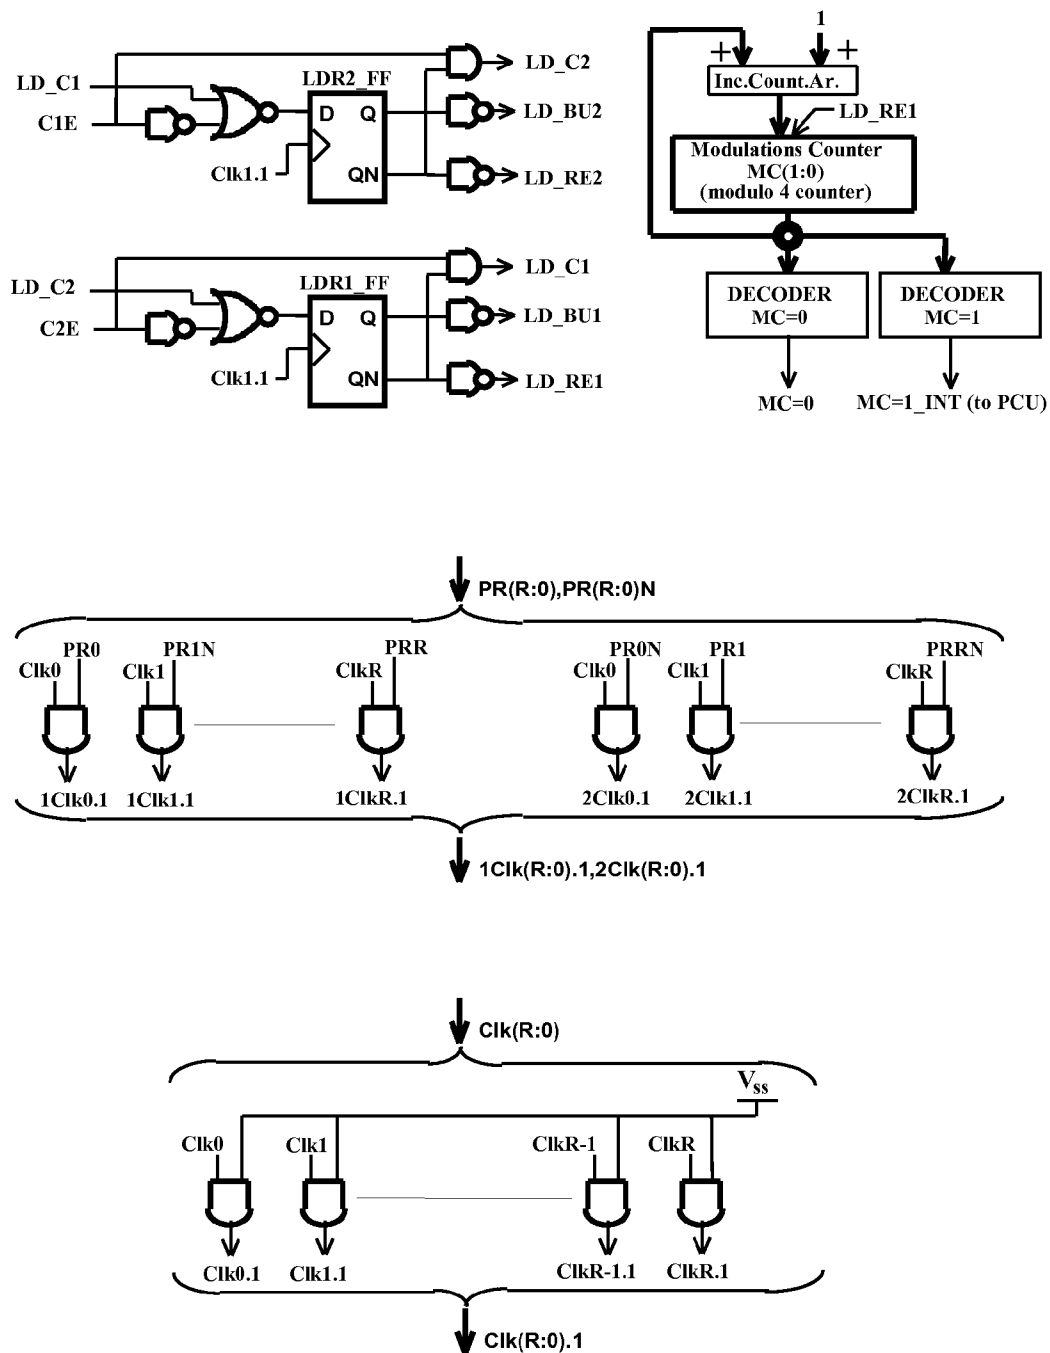 LD_C1
C1E
LDR2_FF
D
Q
QN
Clk1.1
LD_C2
LD_BU2
LD_RE2
LD_C2
C2E
LDR1_FF
D
Q
QN
Clk1.1
LD_C1
LD_BU1
LD_RE1
1
+
+
Inc.Count.Ar.
LD_RE1
Modulations Counter
MC(1:0)
(modulo 4 counter)
DECODER
MC=0
DECODER
MC=1
MC=0
MC=1_INT (to PCU)
PR(R:0),PR(R:0)N
Clk0
PR0
Clk1
PR1N
ClkR
PRR
Clk0
PR0N
Clk1
PR1
ClkR
PRRN
1Clk0.1
1Clk1.1
1ClkR.1
2Clk0.1
2Clk1.1
2ClkR.1
1Clk(R:0).1,2Clk(R:0).1
Clk(R:0)
Vss
Clk0
Clk1
ClkR-1
ClkR
Clk0.1
Clk1.1
ClkR-1.1
ClkR.1
Clk(R:0).1